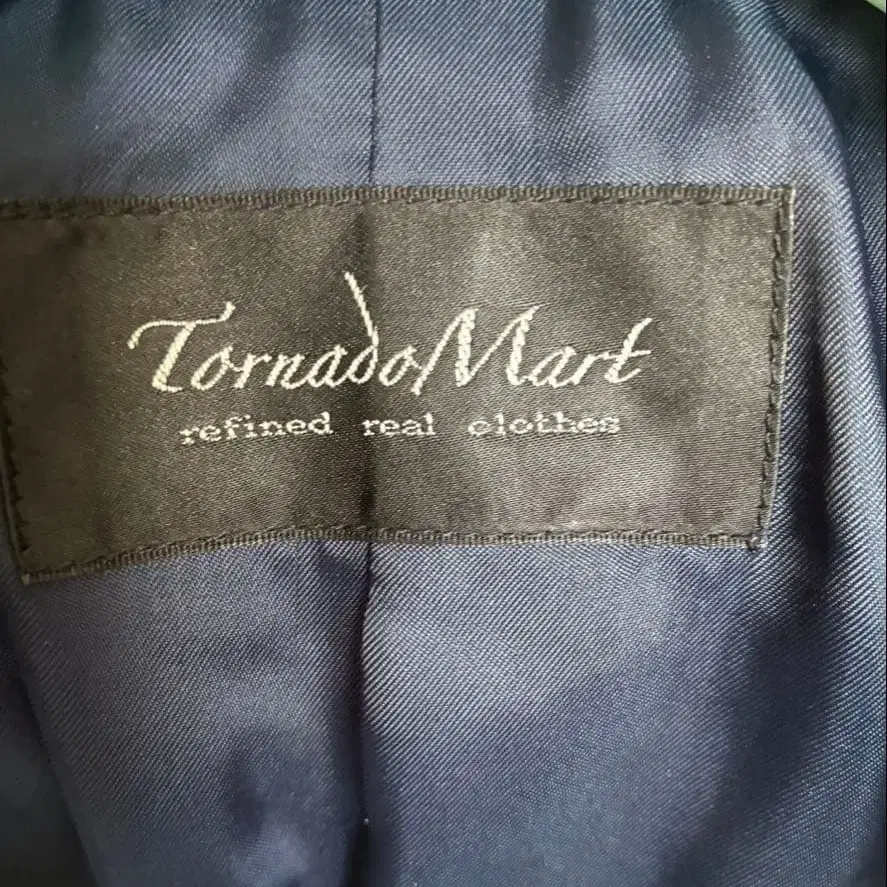 TornadoMart
refined real clothes